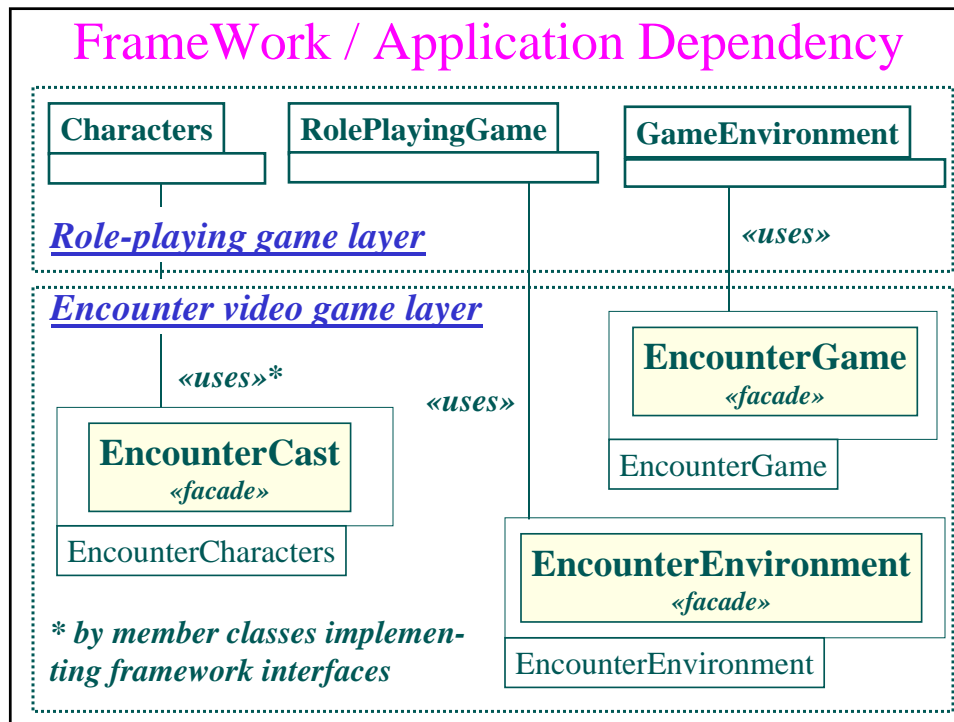 FrameWork / Application Dependency
Characters
RolePlayingGame
GameEnvironment
Role-playing game layer
«uses»
Encounter video game layer
EncounterGame
«facade»
«uses»*
«uses»
EncounterCast
«facade»
EncounterGame
EncounterCharacters
EncounterEnvironment
«facade»
* by member classes implemen-
ting framework interfaces
EncounterEnvironment